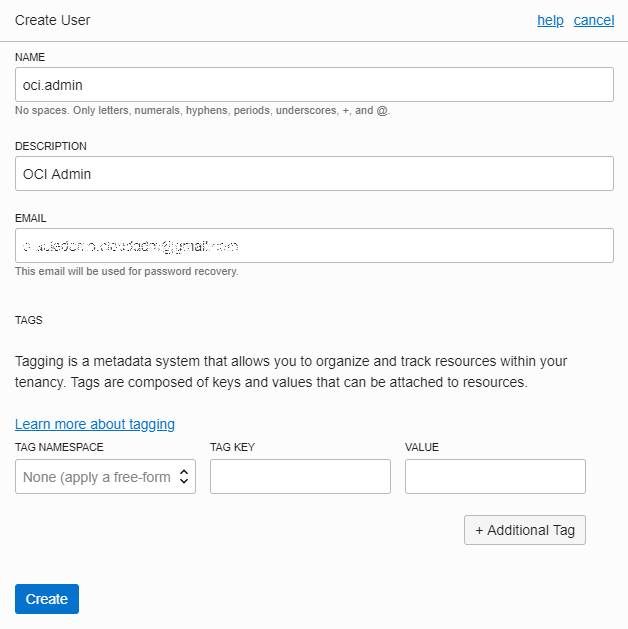 Create User
help cancel
NAME
oci.admin
No spaces. Only letters, numerals, hyphens, periods, underscores, +, and @.
DESCRIPTION
OCI Admin
EMAIL
This email will be used for password recovery.
TAGS
Tagging is a metadata system that allows you to organize and track resources within your
tenancy. Tags are composed of keys and values that can be attached to resources.
Learn more about tagging
TAG NAMESPACE TAG KEY VALUE
None (apply a free-form
+ Additional Tag
Create